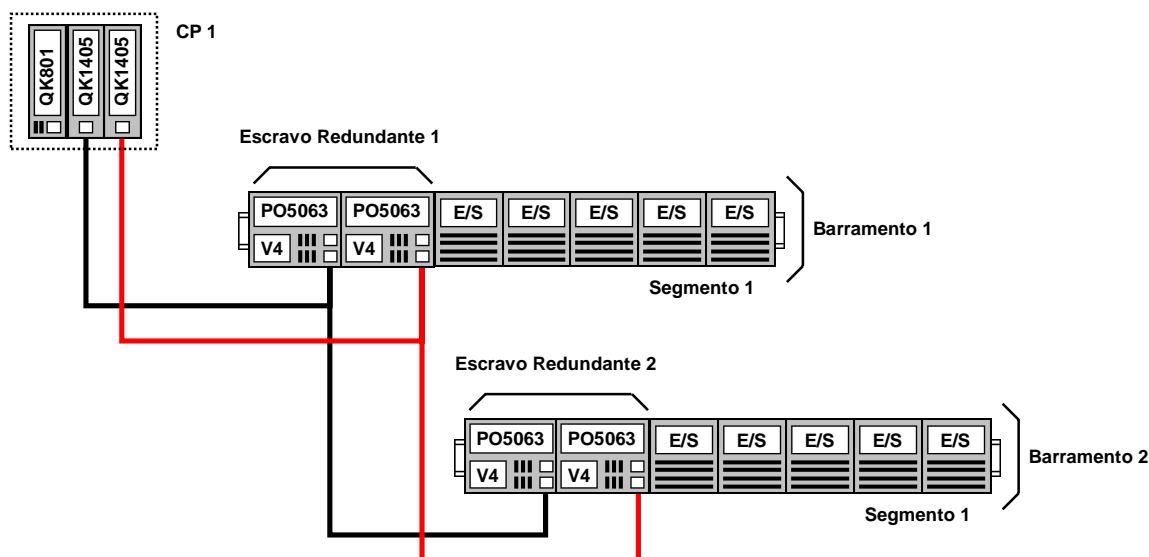 CP 1
QK801
QK1405
QK1405
Escravo Redundante 1
PO5063 PO5063 E/S E/S E/S E/S E/S
V4 V4
Barramento 1
Segmento 1
Escravo Redundante 2
PO5063 PO5063 E/S E/S E/S E/S E/S
V4 V4
Barramento 2
Segmento 1